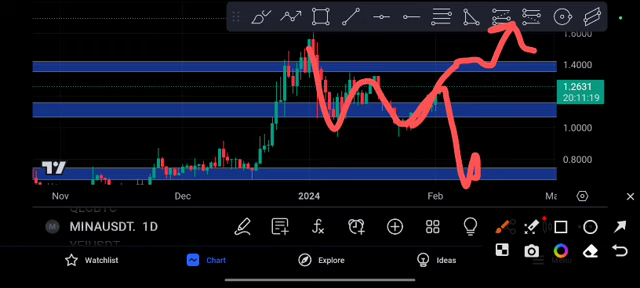 1.6000
1.4000
1.2631
20:11:19
1.0000
0.8000
Nov Dec 2024 Feb Ma
MINAUSDT. 1D
Watchlist Chart Explore Ideas